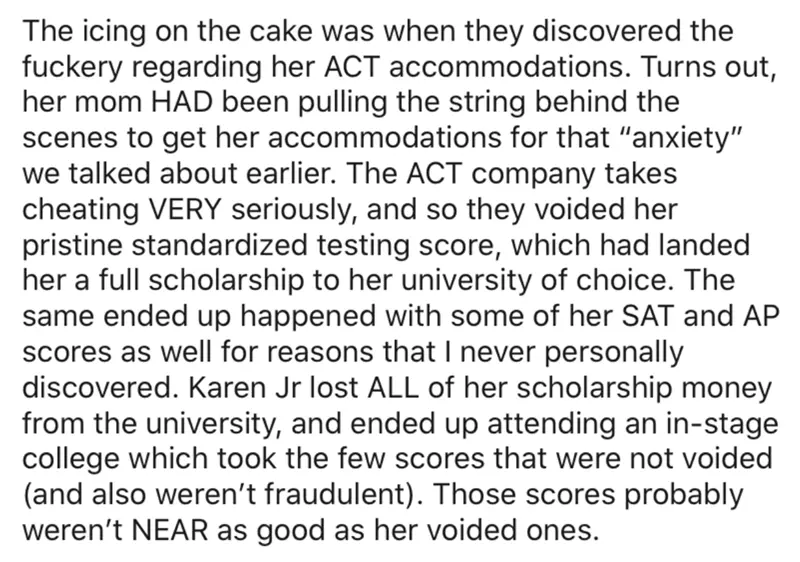 The icing on the cake was when they discovered the
fuckery regarding her ACT accommodations. Turns out,
her mom HAD been pulling the string behind the
scenes to get her accommodations for that “anxiety”
we talked about earlier. The ACT company takes
cheating VERY seriously, and so they voided her
pristine standardized testing score, which had landed
her a full scholarship to her university of choice. The
same ended up happened with some of her SAT and AP
scores as well for reasons that I never personally
discovered. Karen Jr lost ALL of her scholarship money
from the university, and ended up attending an in-stage
college which took the few scores that were not voided
(and also weren’t fraudulent). Those scores probably
weren’t NEAR as good as her voided ones.